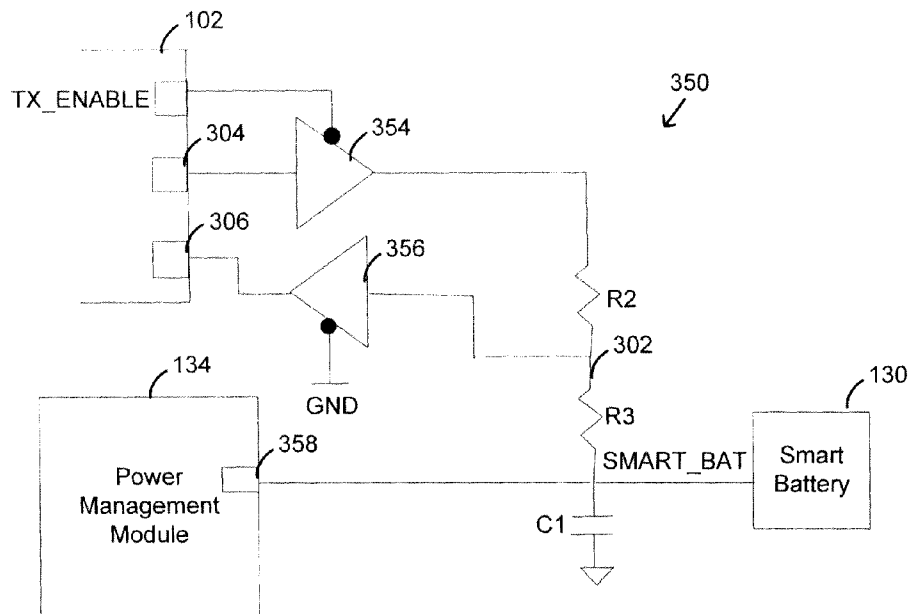 102
TX_ENABLE
350
304
354
306
356
R2
302
134
GND
130
358
R3
SMART_BAT
Smart
Battery
Power
Management
Module
C1